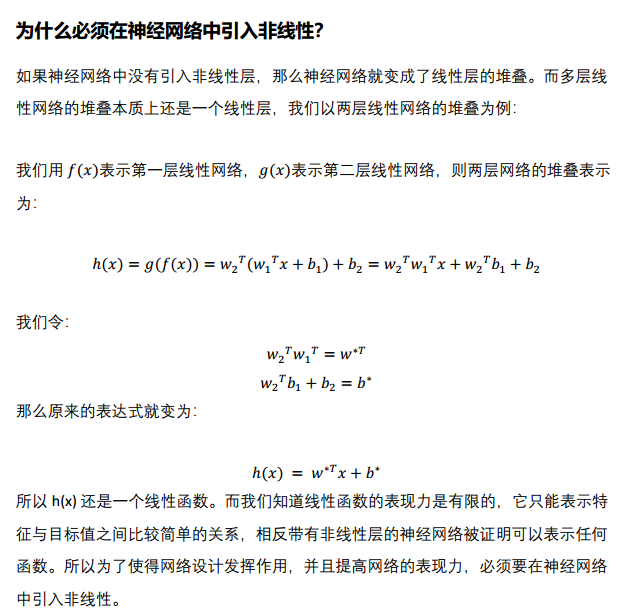 为什么必须在神经网络中引入非线性?
如果神经网络中没有引入非线性层，那么神经网络就变成了线性层的堆叠。而多层线
性网络的堆叠本质上还是一个线性层，我们以两层线性网络的堆叠为例：
我们用 f(x)表示第一层线性网络，g(x)表示第二层线性网络，则两层网络的堆叠表示
为：
h(x) = g(f(x)) = w₂ᵀ(w₁ᵀx + b₁) + b₂ = w₂ᵀw₁ᵀx + w₂ᵀb₁ + b₂
我们令：
w₂ᵀw₁ᵀ = w*ᵀ
w₂ᵀb₁ + b₂ = b*
那么原来的表达式就变为：
h(x) = w*ᵀx + b*
所以 h(x) 还是一个线性函数。而我们知道线性函数的表现力是有限的，它只能表示特
征与目标值之间比较简单的关系，相反带有非线性层的神经网络被证明可以表示任何
函数。所以为了使得网络设计发挥作用，并且提高网络的表现力，必须要在神经网络
中引入非线性。